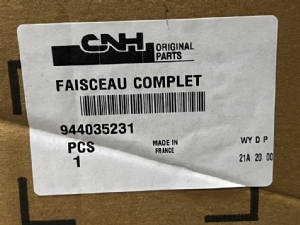 CNH
ORIGINAL
PARTS
FAISCEAU COMPLET
944035231
PCS
1
MADE IN
FRANCE
WY D P
21A 20 00